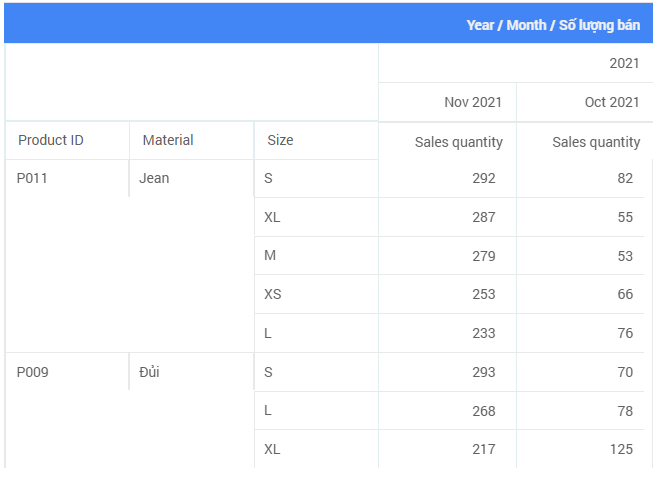 Year / Month / Số lượng bán
2021
Nov 2021 Oct 2021
Product ID Material Size Sales quantity Sales quantity
P011 Jean S 292 82
XL 287 55
M 279 53
XS 253 66
L 233 76
P009 Đủi S 293 70
L 268 78
XL 217 125